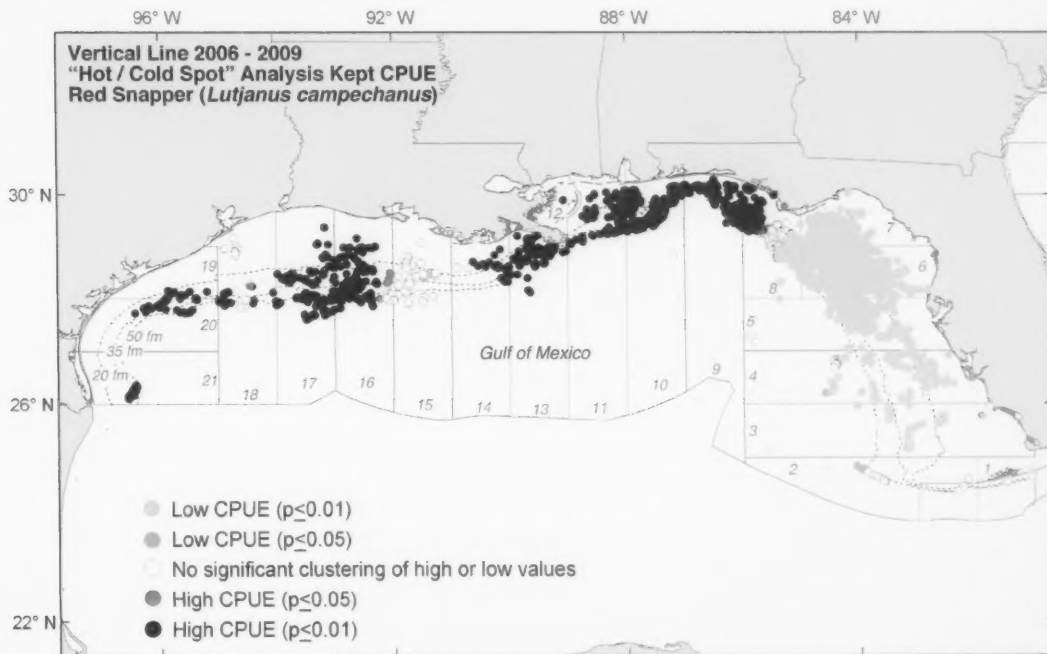 96° W 92° W 88° W 84° W
Vertical Line 2006 - 2009
"Hot / Cold Spot" Analysis Kept CPUE
Red Snapper (Lutjanus campechanus)
30° N
12
7
19
6
8
20
50 fm
5
Gulf of Mexico
35 fm
20 fm
4
21
18
17
16
15
14
13
11
10
9
26° N
3
2
1
Low CPUE (p≤0.01)
Low CPUE (p≤0.05)
No significant clustering of high or low values
High CPUE (p≤0.05)
High CPUE (p≤0.01)
22° N